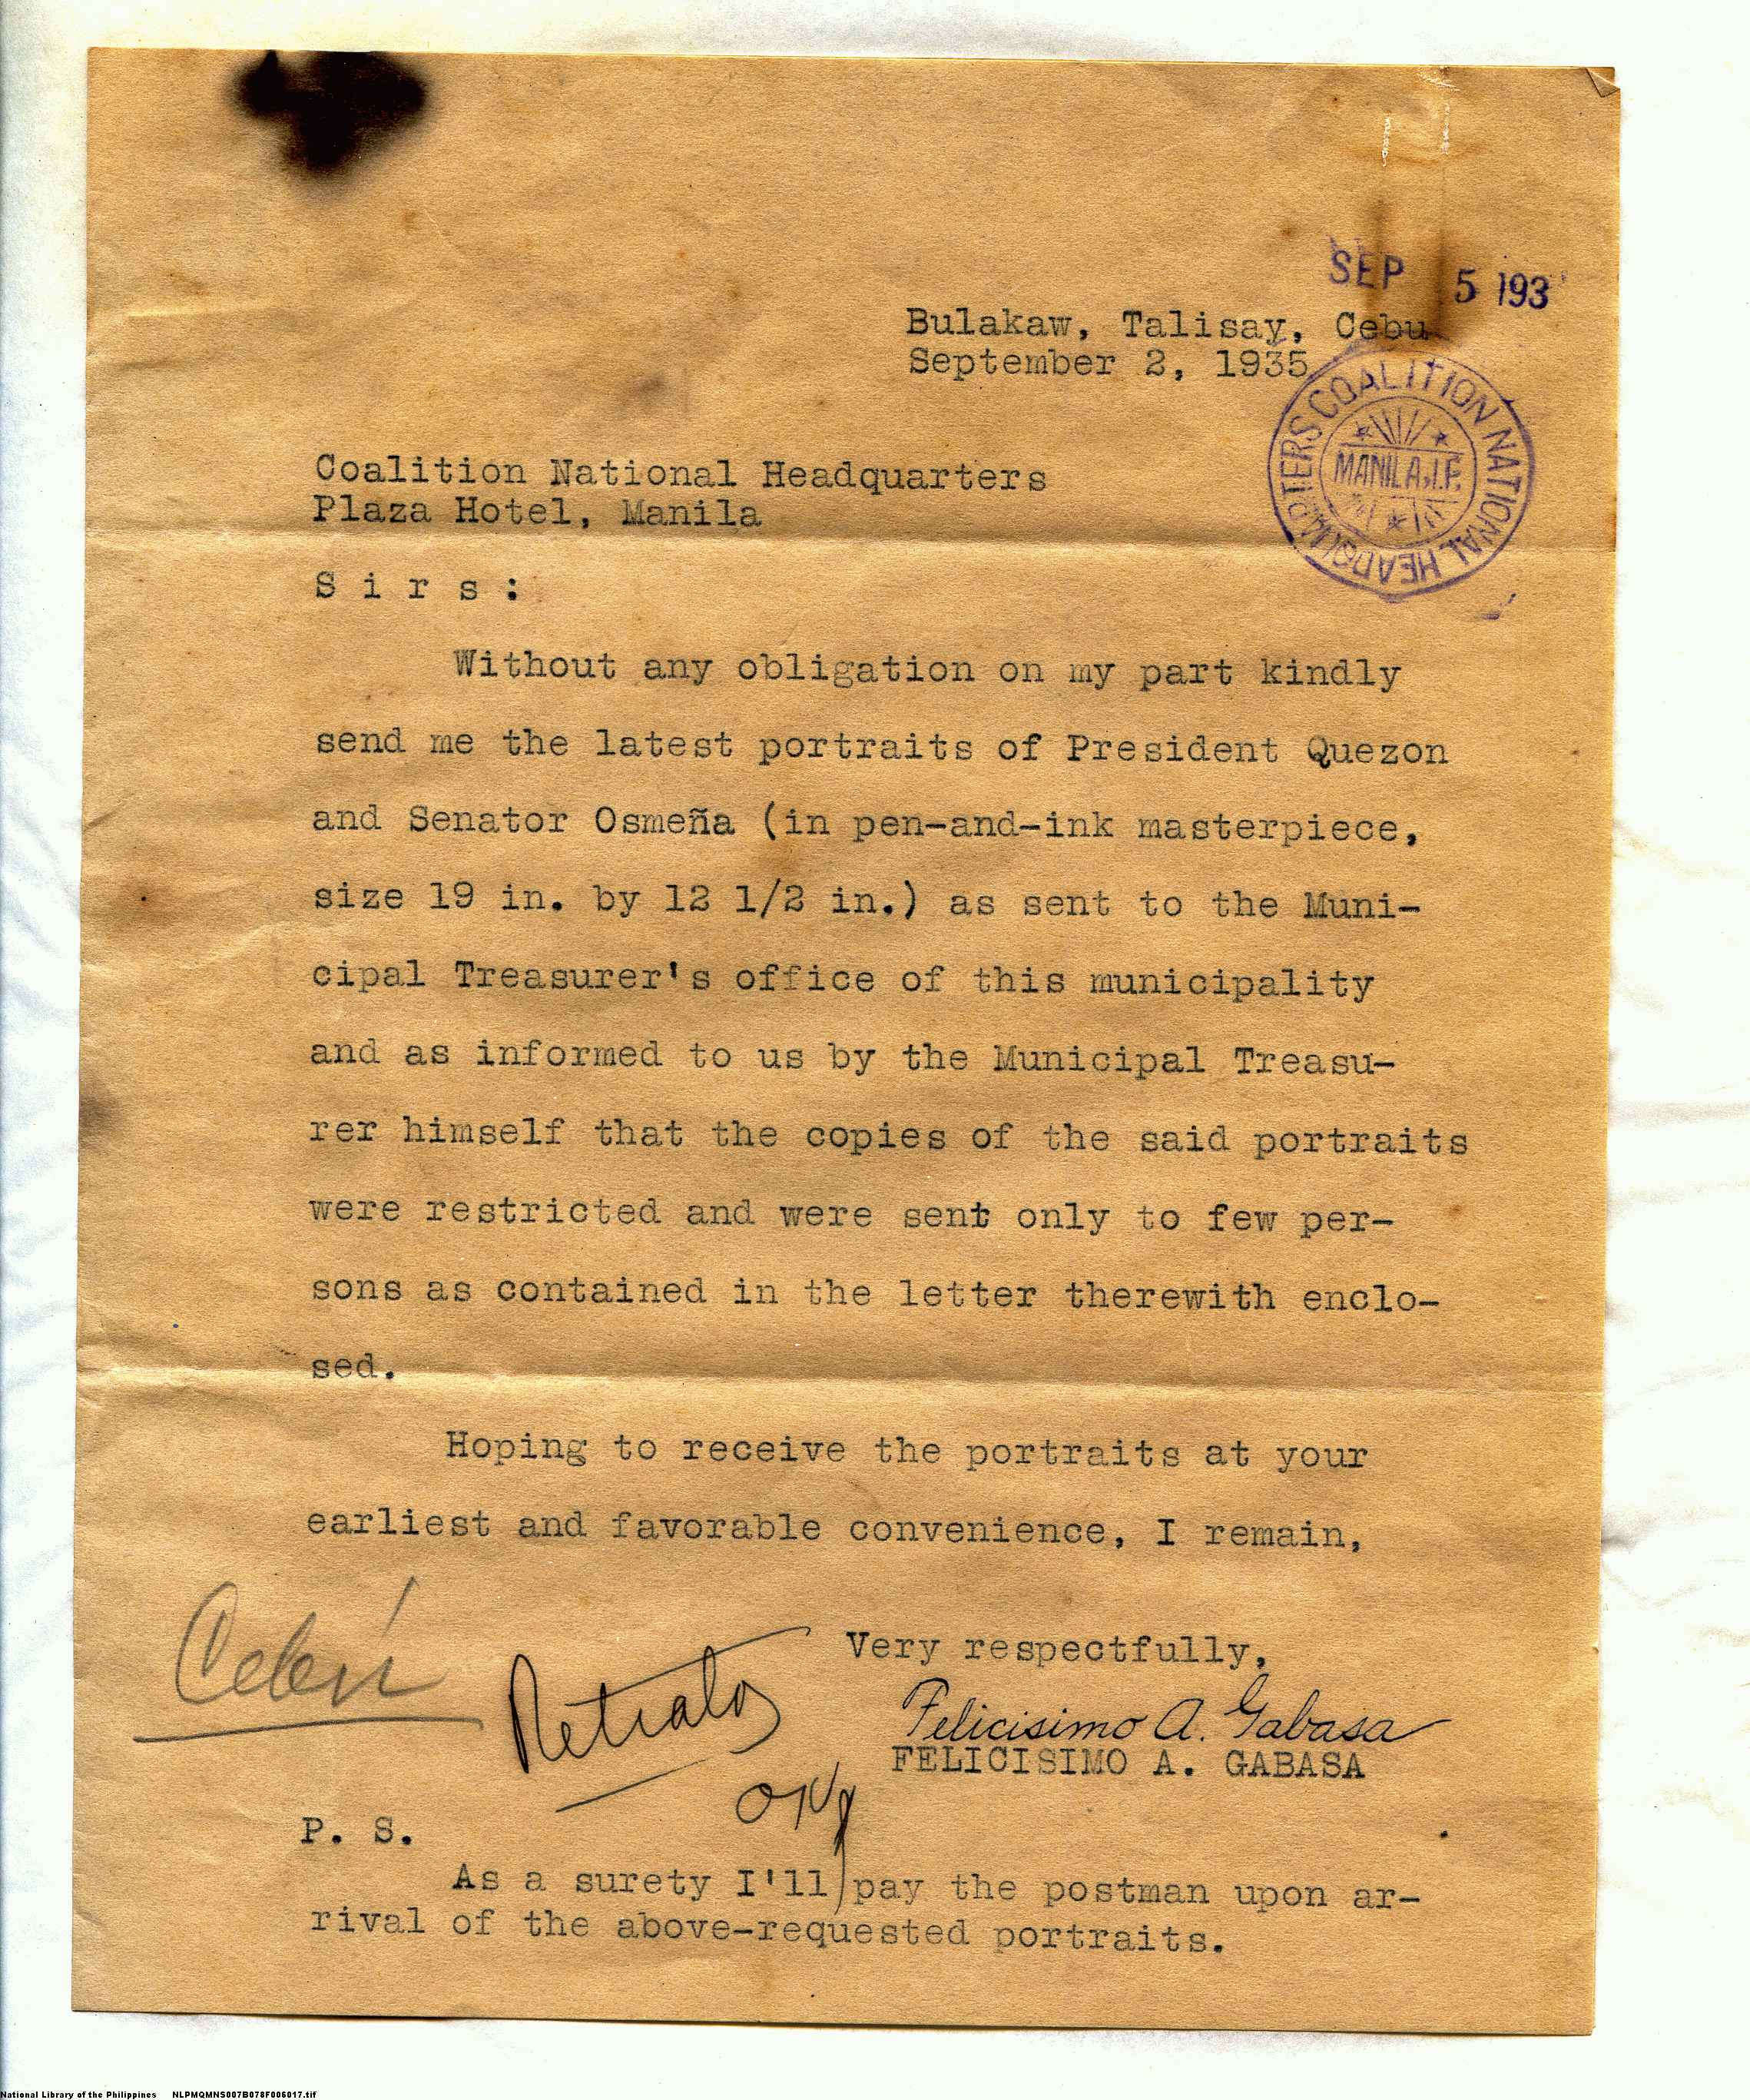 SEP 5 193
Bulakaw, Talisay, Cebu
September 2, 1935
COALITION NATIONAL HEADQUARTERS
MANILA, I.F.
Coalition National Headquarters
Plaza Hotel, Manila
S i r s :
Without any obligation on my part kindly
send me the latest portraits of President Quezon
and Senator Osmeña (in pen-and-ink masterpiece,
size 19 in. by 12 1/2 in.) as sent to the Muni-
cipal Treasurer's office of this municipality
and as informed to us by the Municipal Treasu-
rer himself that the copies of the said portraits
were restricted and were sent only to few per-
sons as contained in the letter therewith enclo-
sed.
Hoping to receive the portraits at your
earliest and favorable convenience, I remain,
Very respectfully,
Cebú
Retratos
Felicisimo A. Gabasa
FELICISIMO A. GABASA
P. S.
As a surety I'll pay the postman upon ar-
rival of the above-requested portraits.
National Library of the Philippines NLPMQMNS007B078F006017.tif